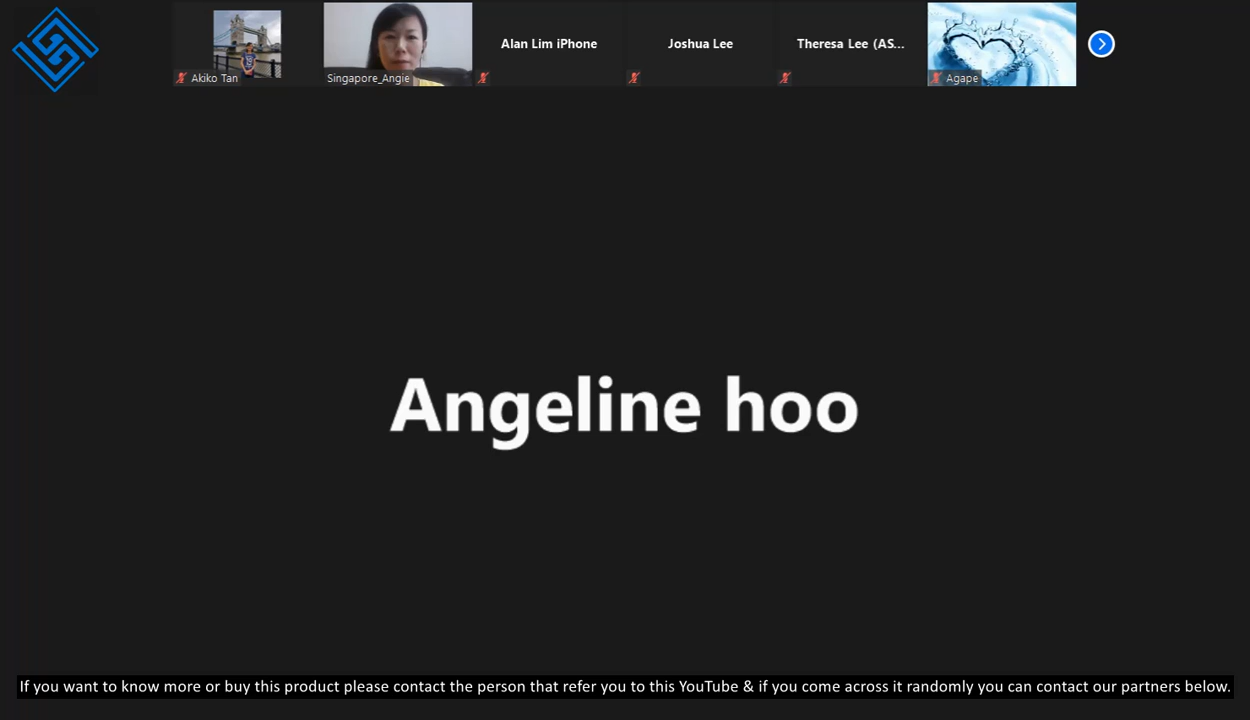 Akiko Tan
Singapore_Angie
Alan Lim iPhone
Joshua Lee
Theresa Lee (AS...
Agape
Angeline hoo
If you want to know more or buy this product please contact the person that refer you to this YouTube & if you come across it randomly you can contact our partners below.